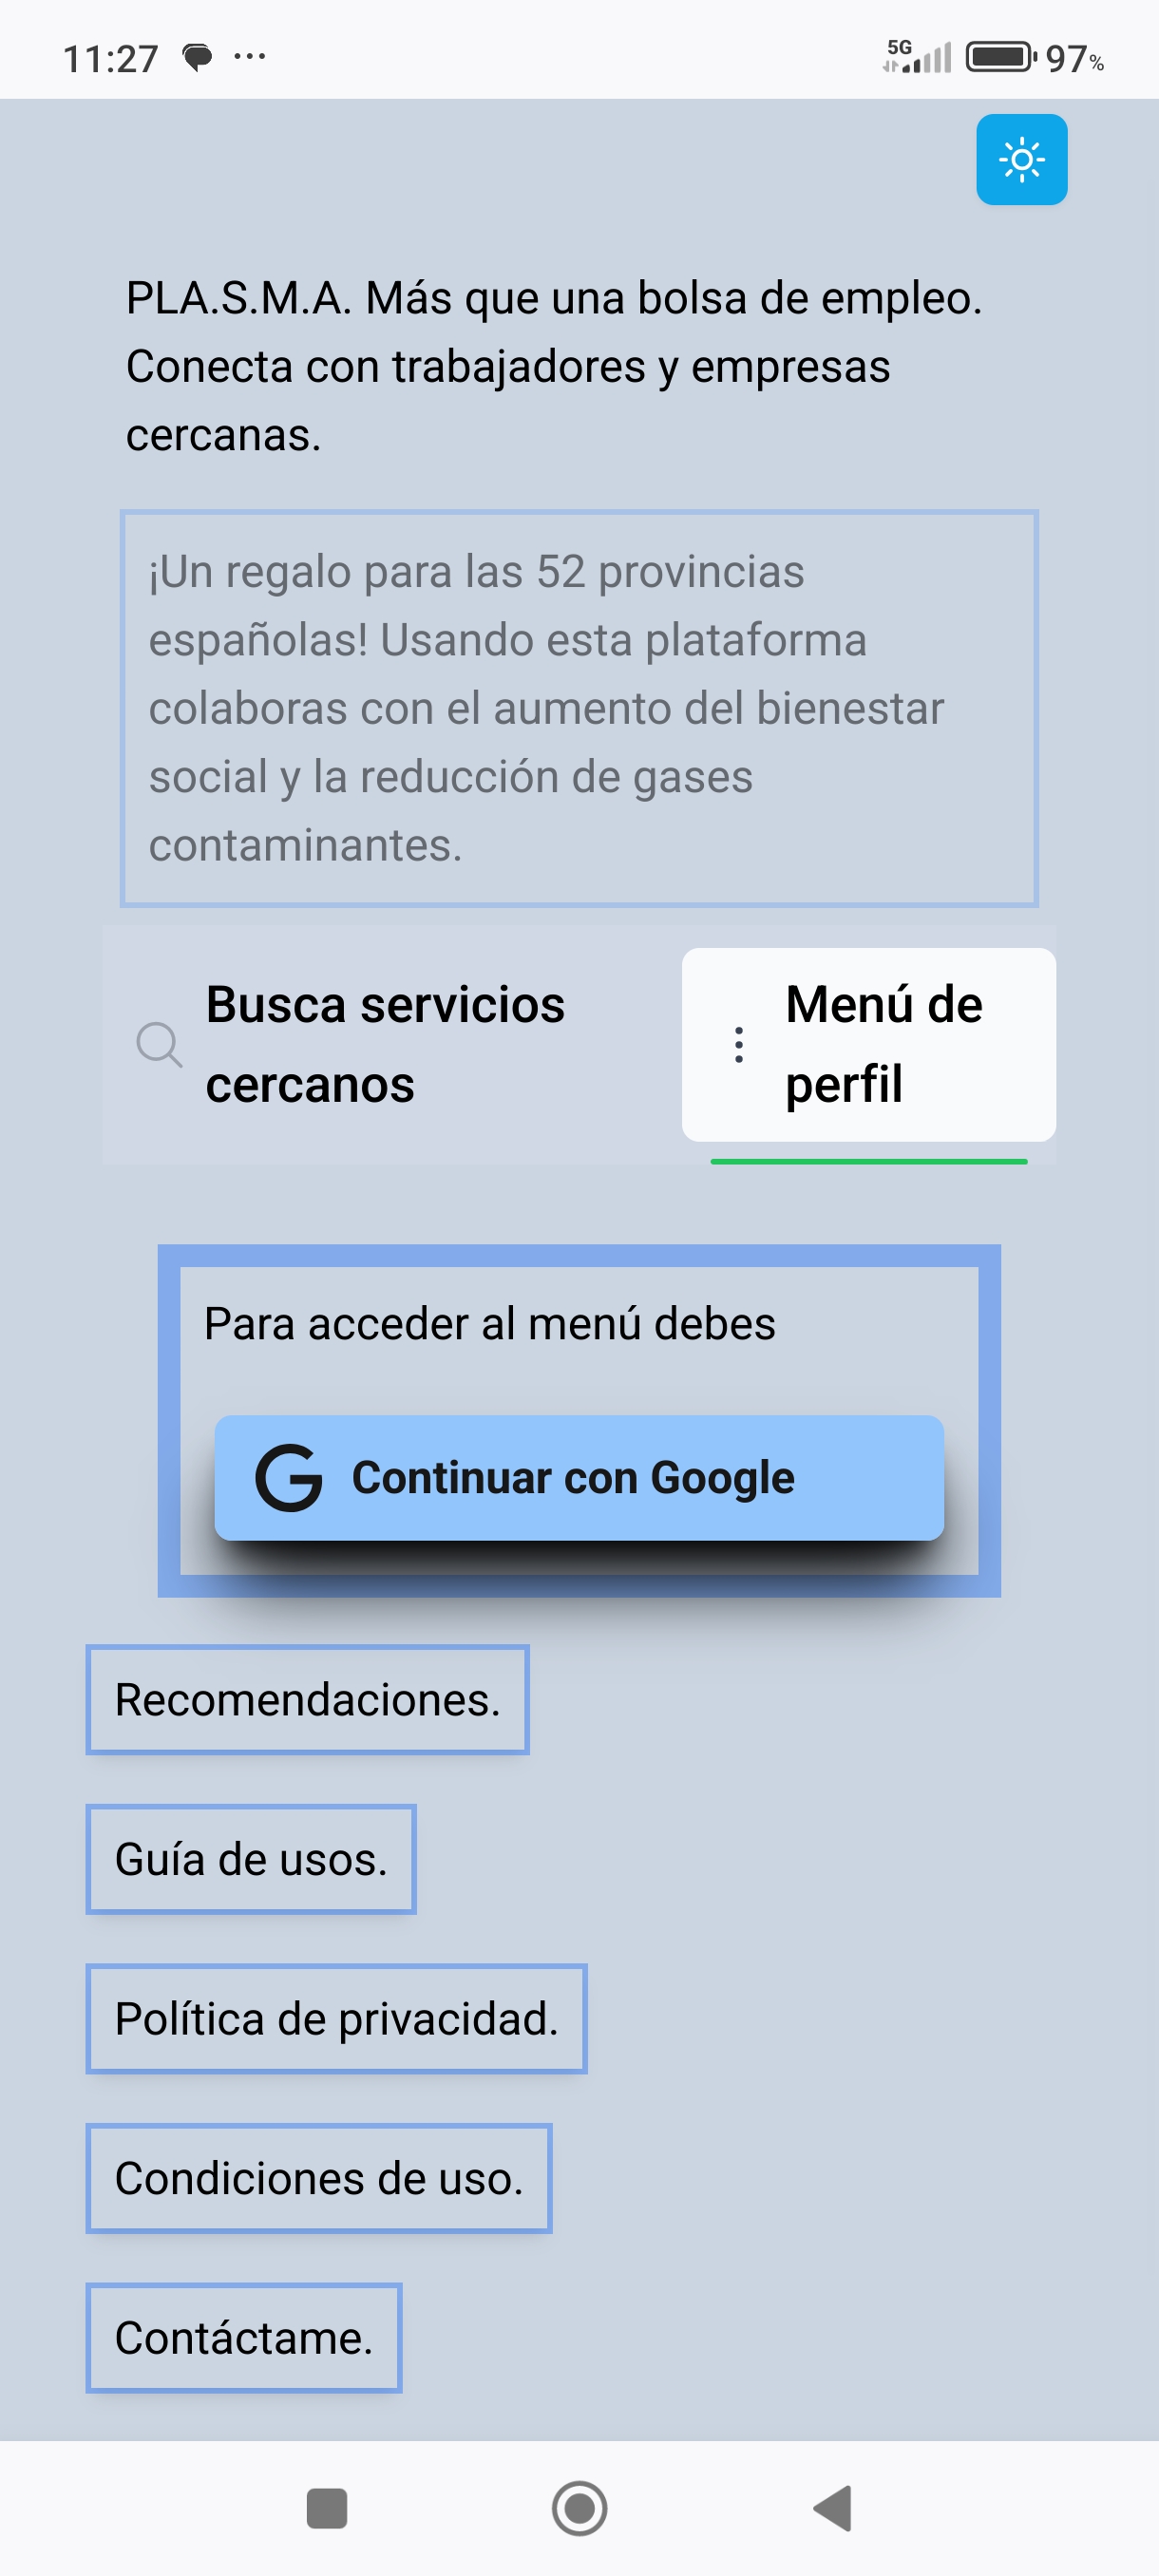 11:27 ...
5G 97%
PLA.S.M.A. Más que una bolsa de empleo.
Conecta con trabajadores y empresas
cercanas.
¡Un regalo para las 52 provincias
españolas! Usando esta plataforma
colaboras con el aumento del bienestar
social y la reducción de gases
contaminantes.
Busca servicios
cercanos
Menú de
perfil
Para acceder al menú debes
Continuar con Google
Recomendaciones.
Guía de usos.
Política de privacidad.
Condiciones de uso.
Contáctame.